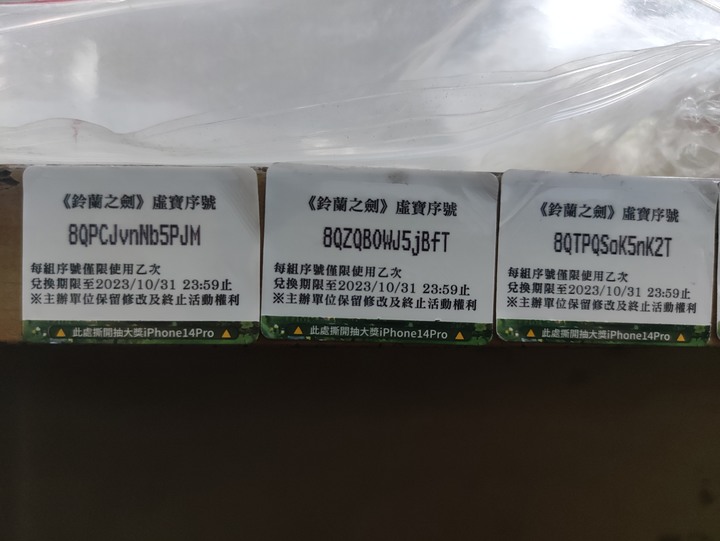 《鈴蘭之劍》虛寶序號
8QPCJvnNb5PJM
每組序號僅限使用乙次
兌換期限至2023/10/31 23:59止
※主辦單位保留修改及終止活動權利
▲ 此處撕開抽大獎iPhone14Pro ▲
《鈴蘭之劍》虛寶序號
8QZQBOWJ5jBfT
每組序號僅限使用乙次
兌換期限至2023/10/31 23:59止
※主辦單位保留修改及終止活動權利
▲ 此處撕開抽大獎iPhone14Pro ▲
《鈴蘭之劍》虛寶序號
8QTPQSoK5nK2T
每組序號僅限使用乙次
兌換期限至2023/10/31 23:59止
※主辦單位保留修改及終止活動權利
▲ 此處撕開抽大獎iPhone14Pro ▲